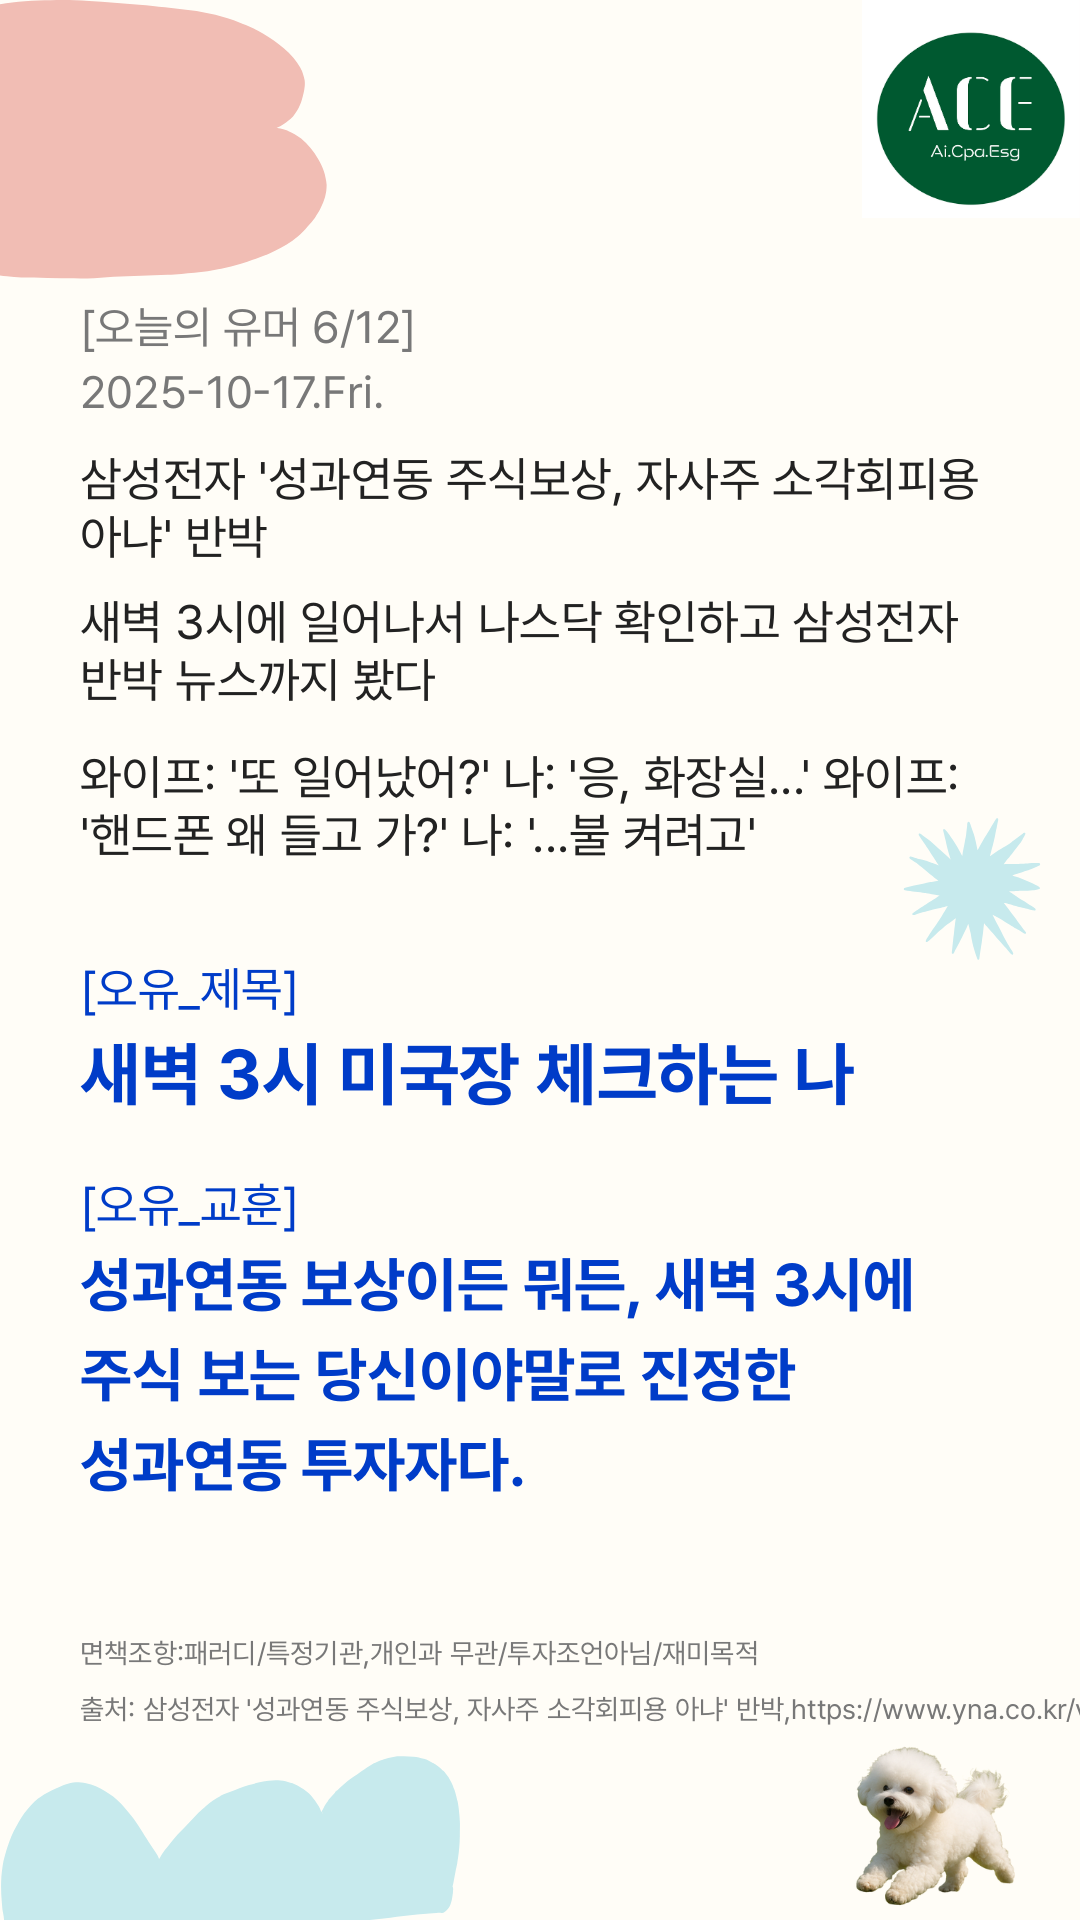 ACE
Ai.Cpa.Esg
[오늘의 유머 6/12]
2025-10-17.Fri.
삼성전자 '성과연동 주식보상, 자사주 소각회피용
아냐' 반박
새벽 3시에 일어나서 나스닥 확인하고 삼성전자
반박 뉴스까지 봤다
와이프: '또 일어났어?' 나: '응, 화장실...' 와이프:
'핸드폰 왜 들고 가?' 나: '...불 켜려고'
[오유_제목]
새벽 3시 미국장 체크하는 나
[오유_교훈]
성과연동 보상이든 뭐든, 새벽 3시에
주식 보는 당신이야말로 진정한
성과연동 투자자다.
면책조항:패러디/특정기관,개인과 무관/투자조언아님/재미목적
출처: 삼성전자 '성과연동 주식보상, 자사주 소각회피용 아냐' 반박,https://www.yna.co.kr/